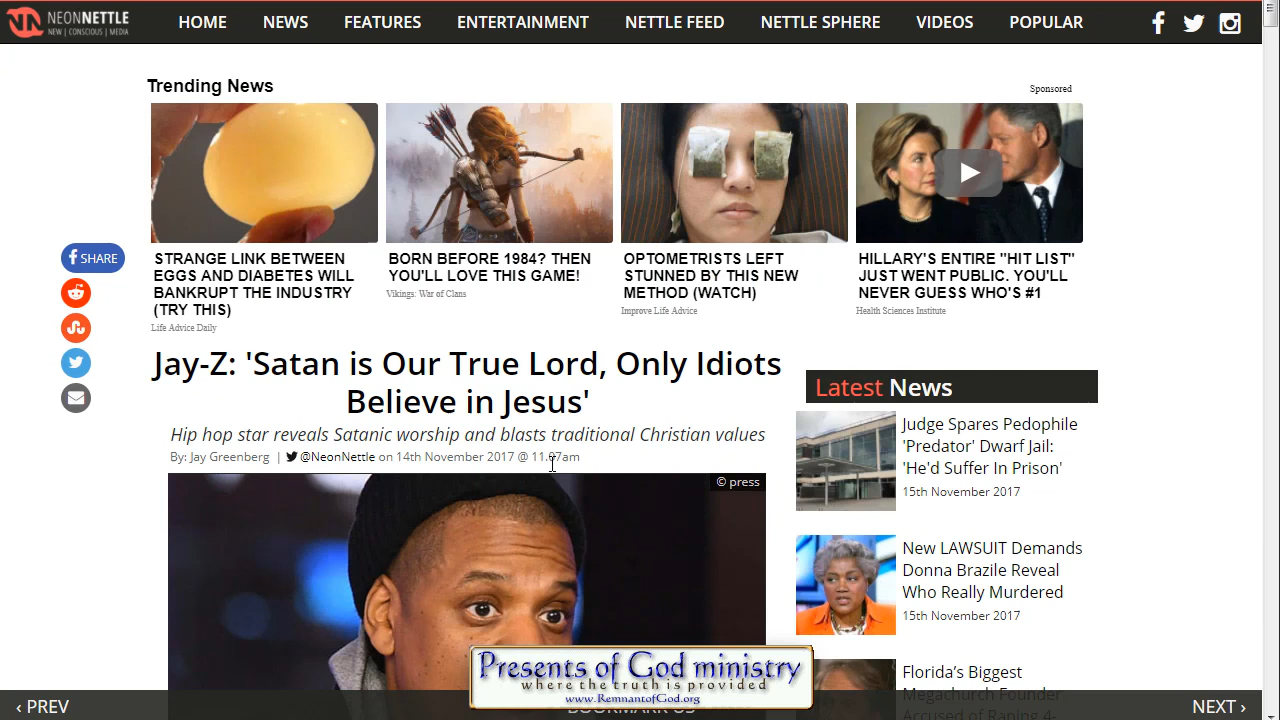 NEONNETTLE
NEW | CONSCIOUS | MEDIA
HOME NEWS FEATURES ENTERTAINMENT NETTLE FEED NETTLE SPHERE VIDEOS POPULAR
Trending News
Sponsored
STRANGE LINK BETWEEN
EGGS AND DIABETES WILL
BANKRUPT THE INDUSTRY
(TRY THIS)
Life Advice Daily
BORN BEFORE 1984? THEN
YOU'LL LOVE THIS GAME!
Vikings: War of Clans
OPTOMETRISTS LEFT
STUNNED BY THIS NEW
METHOD (WATCH)
Improve Life Advice
HILLARY'S ENTIRE "HIT LIST"
JUST WENT PUBLIC. YOU'LL
NEVER GUESS WHO'S #1
Health Sciences Institute
SHARE
Jay-Z: 'Satan is Our True Lord, Only Idiots
Believe in Jesus'
Hip hop star reveals Satanic worship and blasts traditional Christian values
By: Jay Greenberg | @NeonNettle on 14th November 2017 @
© press
Latest News
Judge Spares Pedophile
'Predator' Dwarf Jail:
'He'd Suffer In Prison'
15th November 2017
New LAWSUIT Demands
Donna Brazile Reveal
Who Really Murdered
15th November 2017
Florida's Biggest
Megachurch Founder
Accused of Raping 4-
Presents of God ministry
where the truth is provided
www.RemnantofGod.org
‹ PREV
BOOKMARK US
NEXT ›